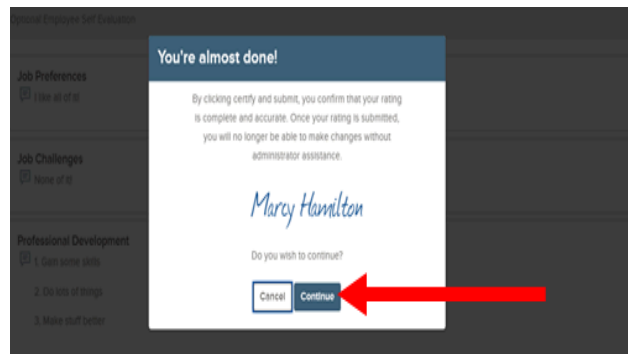 Optional Employee Self Evaluation
You're almost done!
Job Preferences
I like all of it!
By clicking certify and submit, you confirm that your rating
is complete and accurate. Once your rating is submitted,
you will no longer be able to make changes without
administrator assistance.
Job Challenges
None of it!
Marcy Hamilton
Professional Development
1. Gain some skills
2. Do lots of things
3. Make stuff better
Do you wish to continue?
Cancel Continue